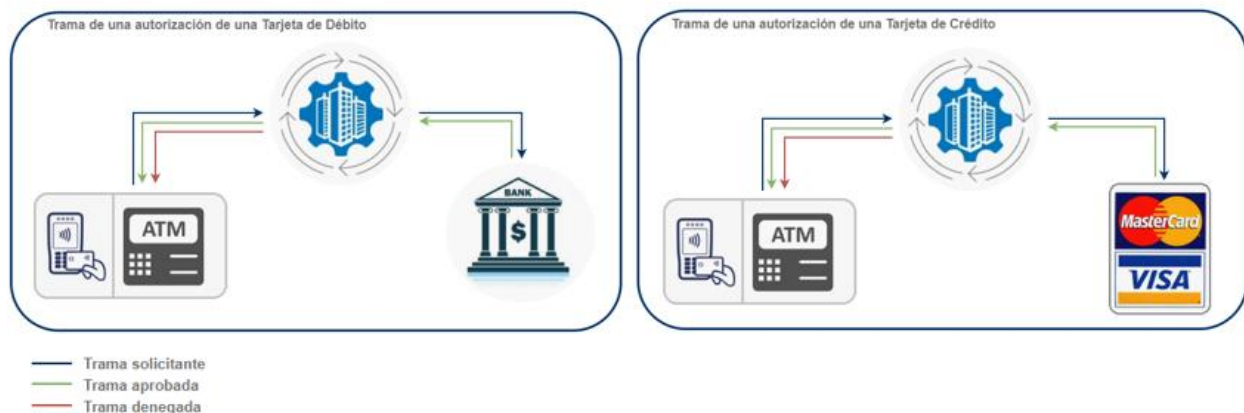 Trama de una autorización de una Tarjeta de Débito
ATM
BANK
$
Trama de una autorización de una Tarjeta de Crédito
ATM
MasterCard
VISA
Trama solicitante
Trama aprobada
Trama denegada